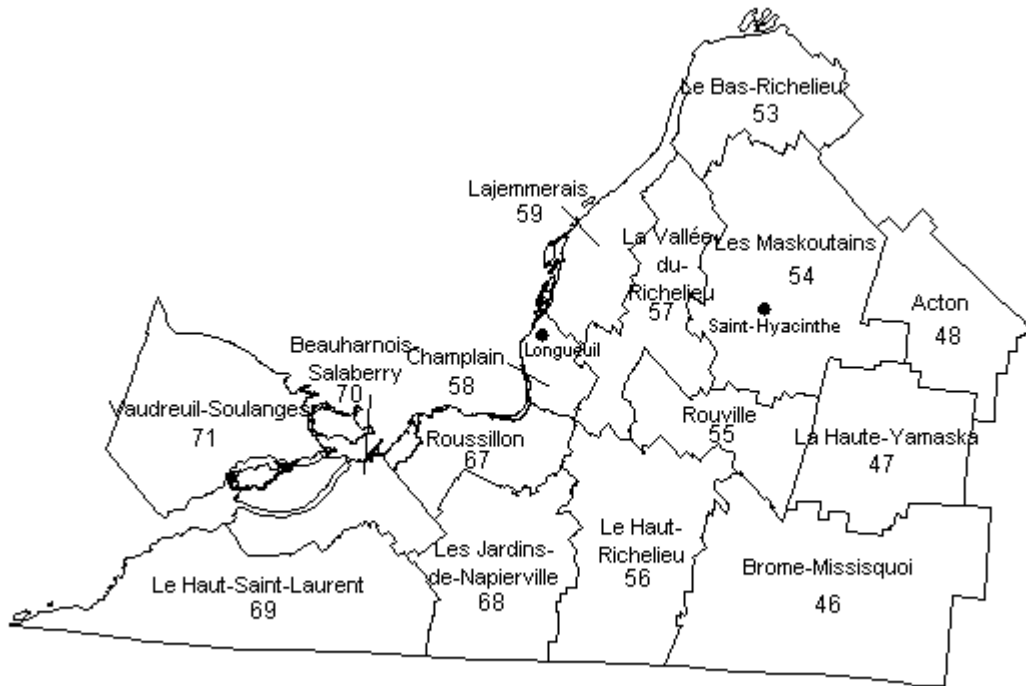 Le Bas-Richelieu
53
Lajemmerais
59
La Vallée
du-
Richelieu
57
Les Maskoutains
54
Saint-Hyacinthe
Acton
48
Longueuil
Beauharnois-
Salaberry
70
Champlain
58
Vaudreuil-Soulanges
71
Roussillon
67
Rouville
55
La Haute-Yamaska
47
Le Haut-Saint-Laurent
69
Les Jardins-
de-Napierville
68
Le Haut-
Richelieu
56
Brome-Missisquoi
46